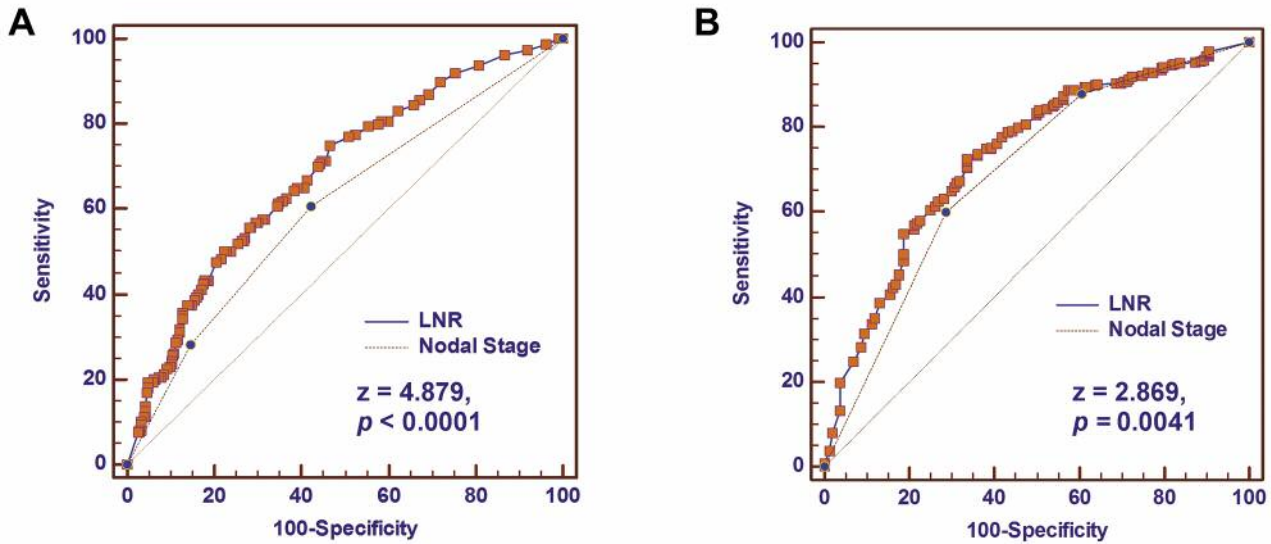 A
100
80
60
40
20
0
Sensitivity
LNR
Nodal Stage
z = 4.879,
p < 0.0001
0 20 40 60 80 100
100-Specificity
B
100
80
60
40
20
0
Sensitivity
LNR
Nodal Stage
z = 2.869,
p = 0.0041
0 20 40 60 80 100
100-Specificity